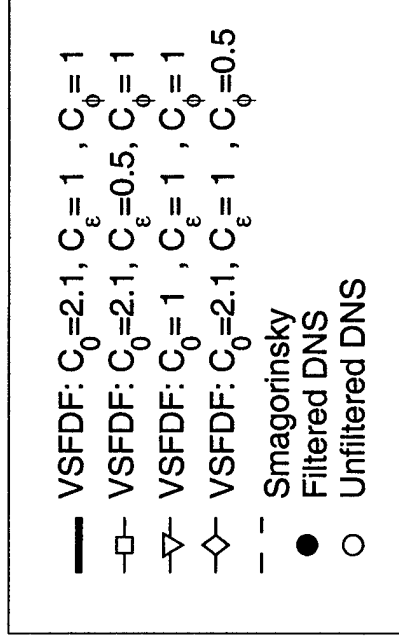 VSFDF: C₀=2.1, Cε=1 , Cϕ=1
VSFDF: C₀=2.1, Cε=0.5, Cϕ=1
VSFDF: C₀=1 , Cε=1 , Cϕ=1
VSFDF: C₀=2.1, Cε=1 , Cϕ=0.5
Smagorinsky
Filtered DNS
Unfiltered DNS